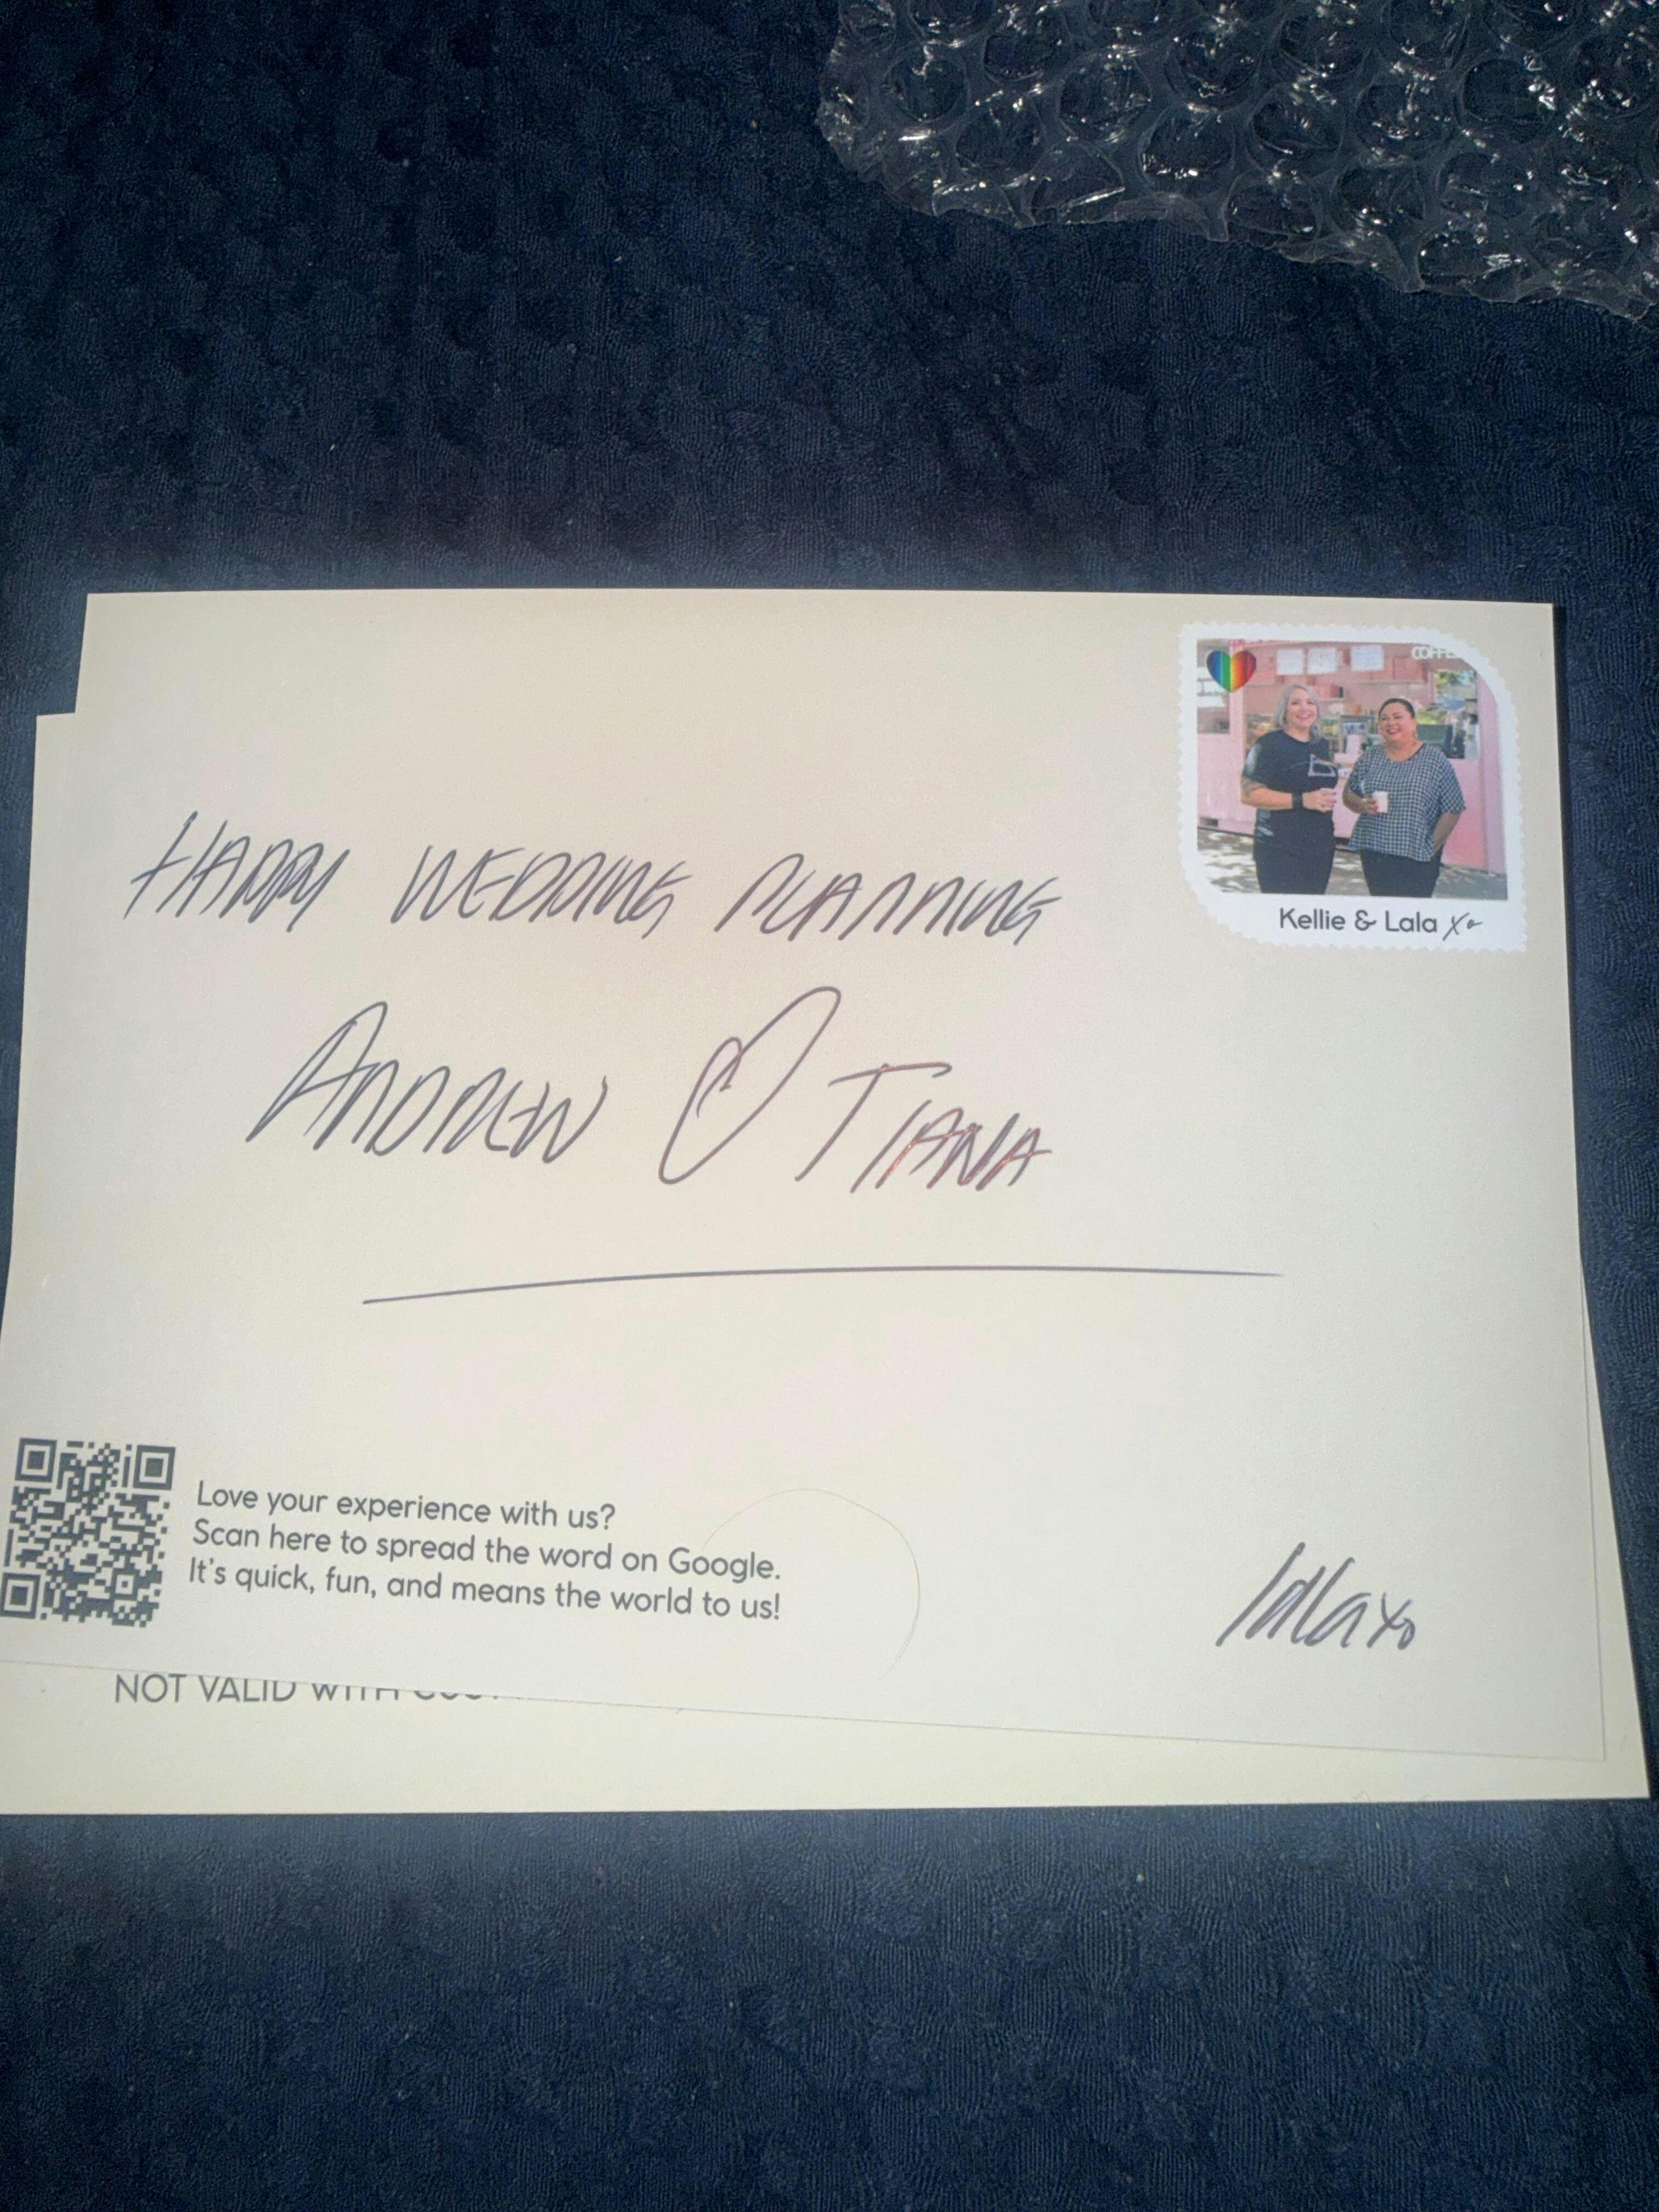 COFFE
Kellie & Lala xo
HAPPY WEDDING PLANNING
ANDREW ♡ TIANA
Love your experience with us?
Scan here to spread the word on Google.
It's quick, fun, and means the world to us!
lala xo
NOT VALID WITH